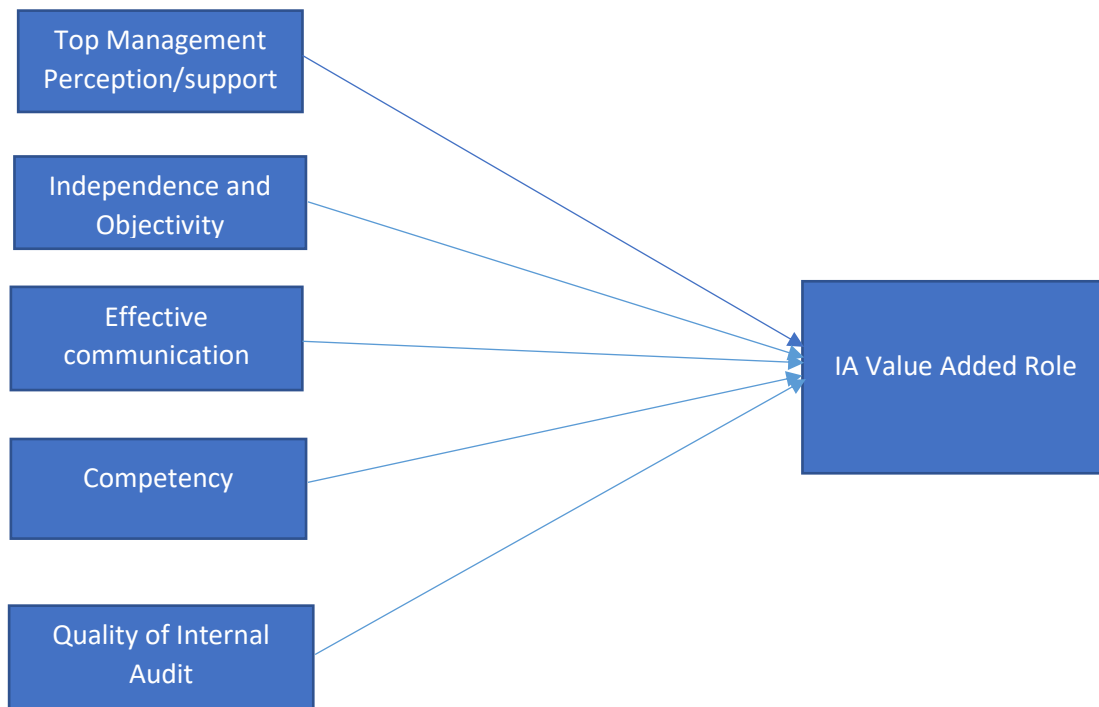 Top Management
Perception/support
Independence and
Objectivity
Effective
communication
IA Value Added Role
Competency
Quality of Internal
Audit